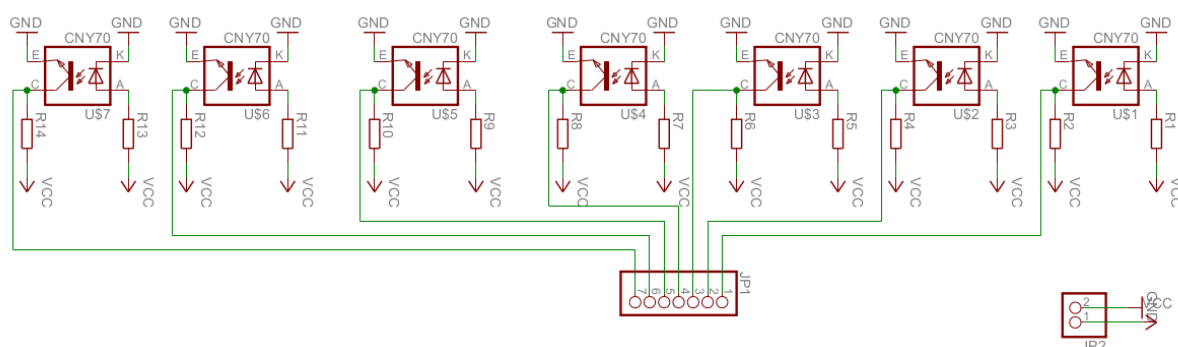 GND GND GND GND GND GND GND GND GND GND GND GND GND GND
CNY70 CNY70 CNY70 CNY70 CNY70 CNY70 CNY70
E K E K E K E K E K E K E K
C A C A C A C A C A C A C A
U$7 U$6 U$5 U$4 U$3 U$2 U$1
R14 R13 R12 R11 R10 R9 R8 R7 R6 R5 R4 R3 R2 R1
VCC VCC VCC VCC VCC VCC VCC VCC VCC VCC VCC VCC VCC VCC
7 6 5 4 3 2 1 JP1
2 VCC
1 GND
JP2